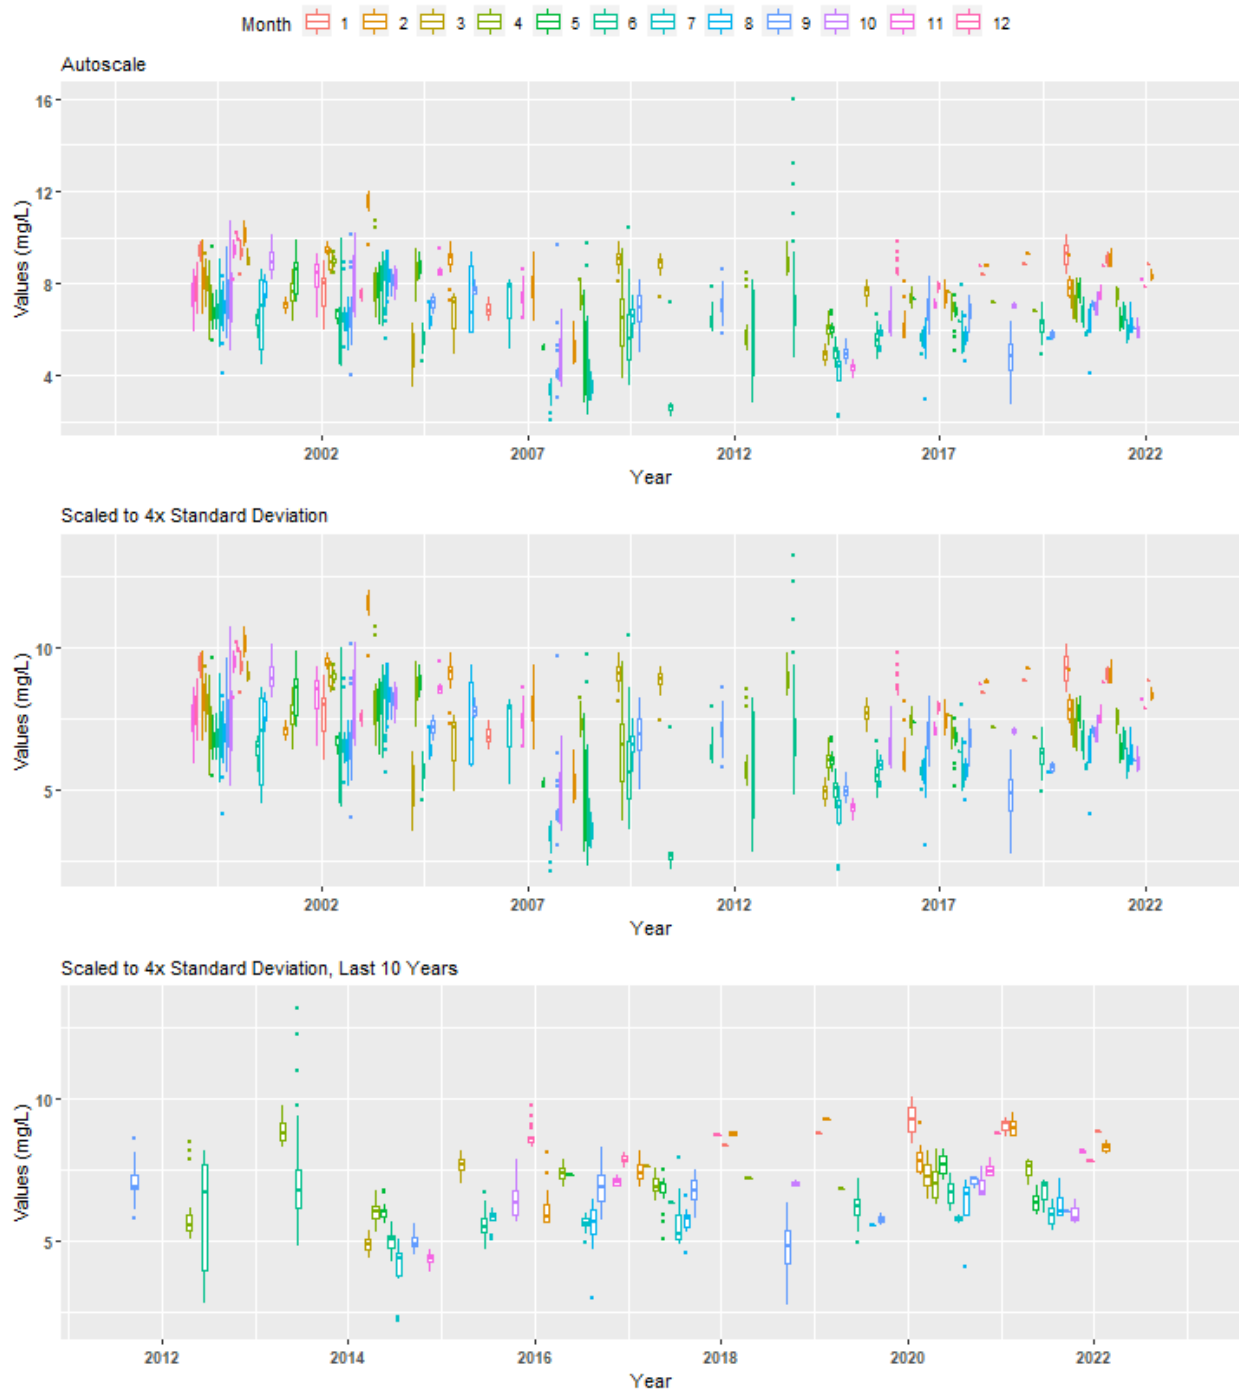 Month 1 2 3 4 5 6 7 8 9 10 11 12
Autoscale
16
12
8
4
Values (mg/L)
2002 2007 2012 2017 2022
Year
Scaled to 4x Standard Deviation
10
5
Values (mg/L)
2002 2007 2012 2017 2022
Year
Scaled to 4x Standard Deviation, Last 10 Years
10
5
Values (mg/L)
2012 2014 2016 2018 2020 2022
Year